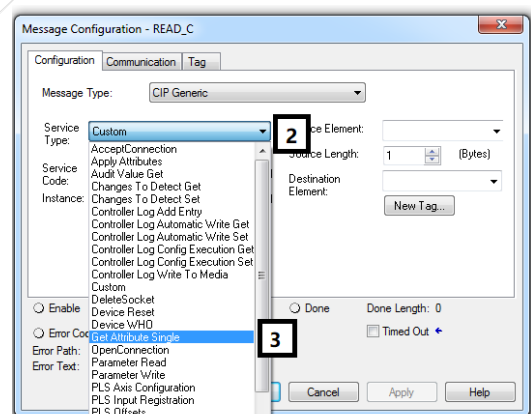 Message Configuration - READ_C
Configuration Communication Tag
Message Type: CIP Generic
Service Type: Custom
2
ce Element:
Source Length: 1 (Bytes)
Service Code:
Destination Element:
Instance:
New Tag...
AcceptConnection
Apply Attributes
Audit Value Get
Changes To Detect Get
Changes To Detect Set
Controller Log Add Entry
Controller Log Automatic Write Get
Controller Log Automatic Write Set
Controller Log Config Execution Get
Controller Log Config Execution Set
Controller Log Write To Media
Custom
DeleteSocket
Device Reset
Device WHO
Get Attribute Single
3
OpenConnection
Parameter Read
Parameter Write
PLS Axis Configuration
PLS Input Registration
PLS Offsets
Enable
Done Done Length: 0
Error Coc
Timed Out
Error Path:
Error Text:
Cancel Apply Help